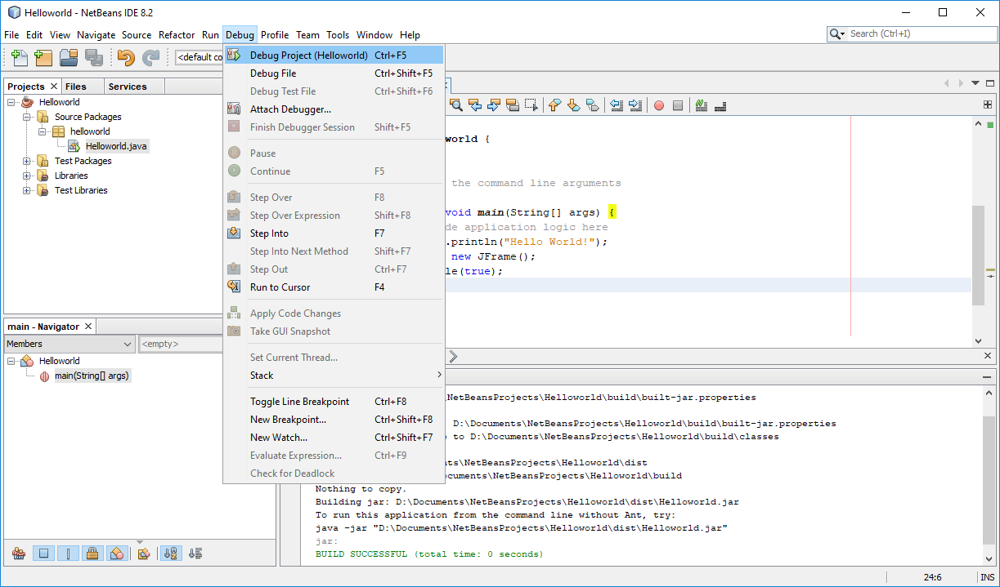 Helloworld - NetBeans IDE 8.2
File Edit View Navigate Source Refactor Run Debug Profile Team Tools Window Help
Search (Ctrl+I)
<default co
Projects Files Services
Helloworld
Source Packages
helloworld
Helloworld.java
Test Packages
Libraries
Test Libraries
main - Navigator
Members <empty>
Helloworld
main(String[] args)
Debug Project (Helloworld) Ctrl+F5
Debug File Ctrl+Shift+F5
Debug Test File Ctrl+Shift+F6
Attach Debugger...
Finish Debugger Session Shift+F5
Pause
Continue F5
Step Over F8
Step Over Expression Shift+F8
Step Into F7
Step Into Next Method Shift+F7
Step Out Ctrl+F7
Run to Cursor F4
Apply Code Changes
Take GUI Snapshot
Set Current Thread...
Stack
Toggle Line Breakpoint Ctrl+F8
New Breakpoint... Ctrl+Shift+F8
New Watch... Ctrl+Shift+F7
Evaluate Expression... Ctrl+F9
Check for Deadlock
world {
the command line arguments
void main(String[] args) {
de application logic here
.println("Hello World!");
new JFrame();
le(true);
\NetBeansProjects\Helloworld\build\built-jar.properties
D:\Documents\NetBeansProjects\Helloworld\build\built-jar.properties
e to D:\Documents\NetBeansProjects\Helloworld\build\classes
nts\NetBeansProjects\Helloworld\dist
ocuments\NetBeansProjects\Helloworld\build
Nothing to copy.
Building jar: D:\Documents\NetBeansProjects\Helloworld\dist\Helloworld.jar
To run this application from the command line without Ant, try:
java -jar "D:\Documents\NetBeansProjects\Helloworld\dist\Helloworld.jar"
jar:
BUILD SUCCESSFUL (total time: 0 seconds)
24:6 INS